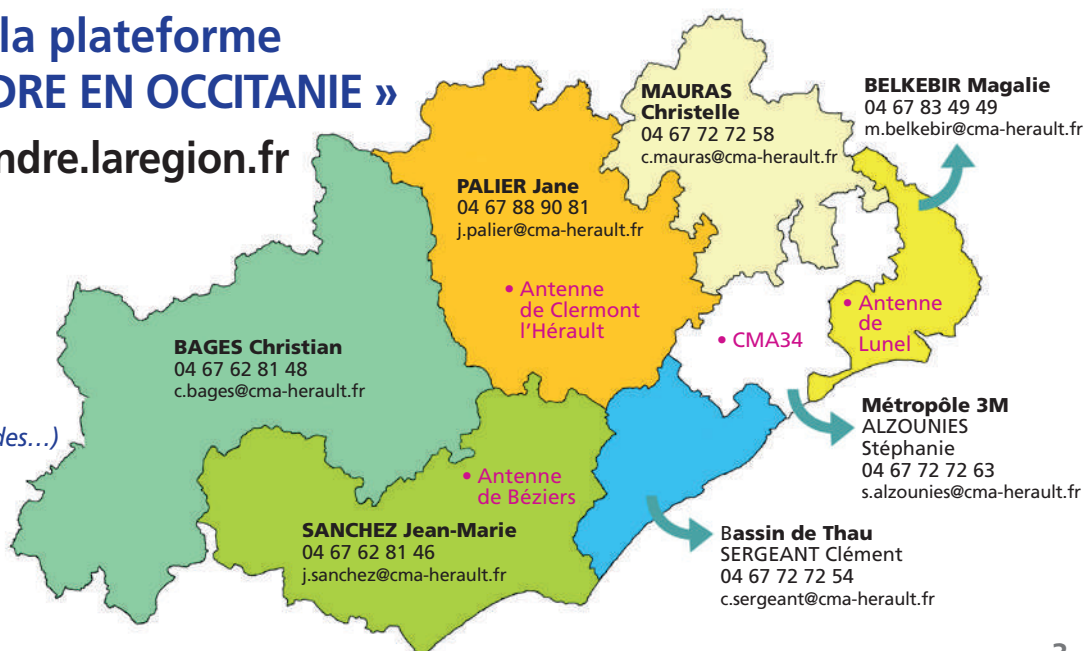 la plateforme
DRE EN OCCITANIE »
ndre.laregion.fr
des…)
MAURAS
Christelle
04 67 72 72 58
c.mauras@cma-herault.fr
BELKEBIR Magalie
04 67 83 49 49
m.belkebir@cma-herault.fr
PALIER Jane
04 67 88 90 81
j.palier@cma-herault.fr
• Antenne
de Clermont
l'Hérault
• Antenne
de
Lunel
• CMA34
BAGES Christian
04 67 62 81 48
c.bages@cma-herault.fr
Métropôle 3M
ALZOUNIES
Stéphanie
04 67 72 72 63
s.alzounies@cma-herault.fr
• Antenne
de Béziers
SANCHEZ Jean-Marie
04 67 62 81 46
j.sanchez@cma-herault.fr
Bassin de Thau
SERGEANT Clément
04 67 72 72 54
c.sergeant@cma-herault.fr